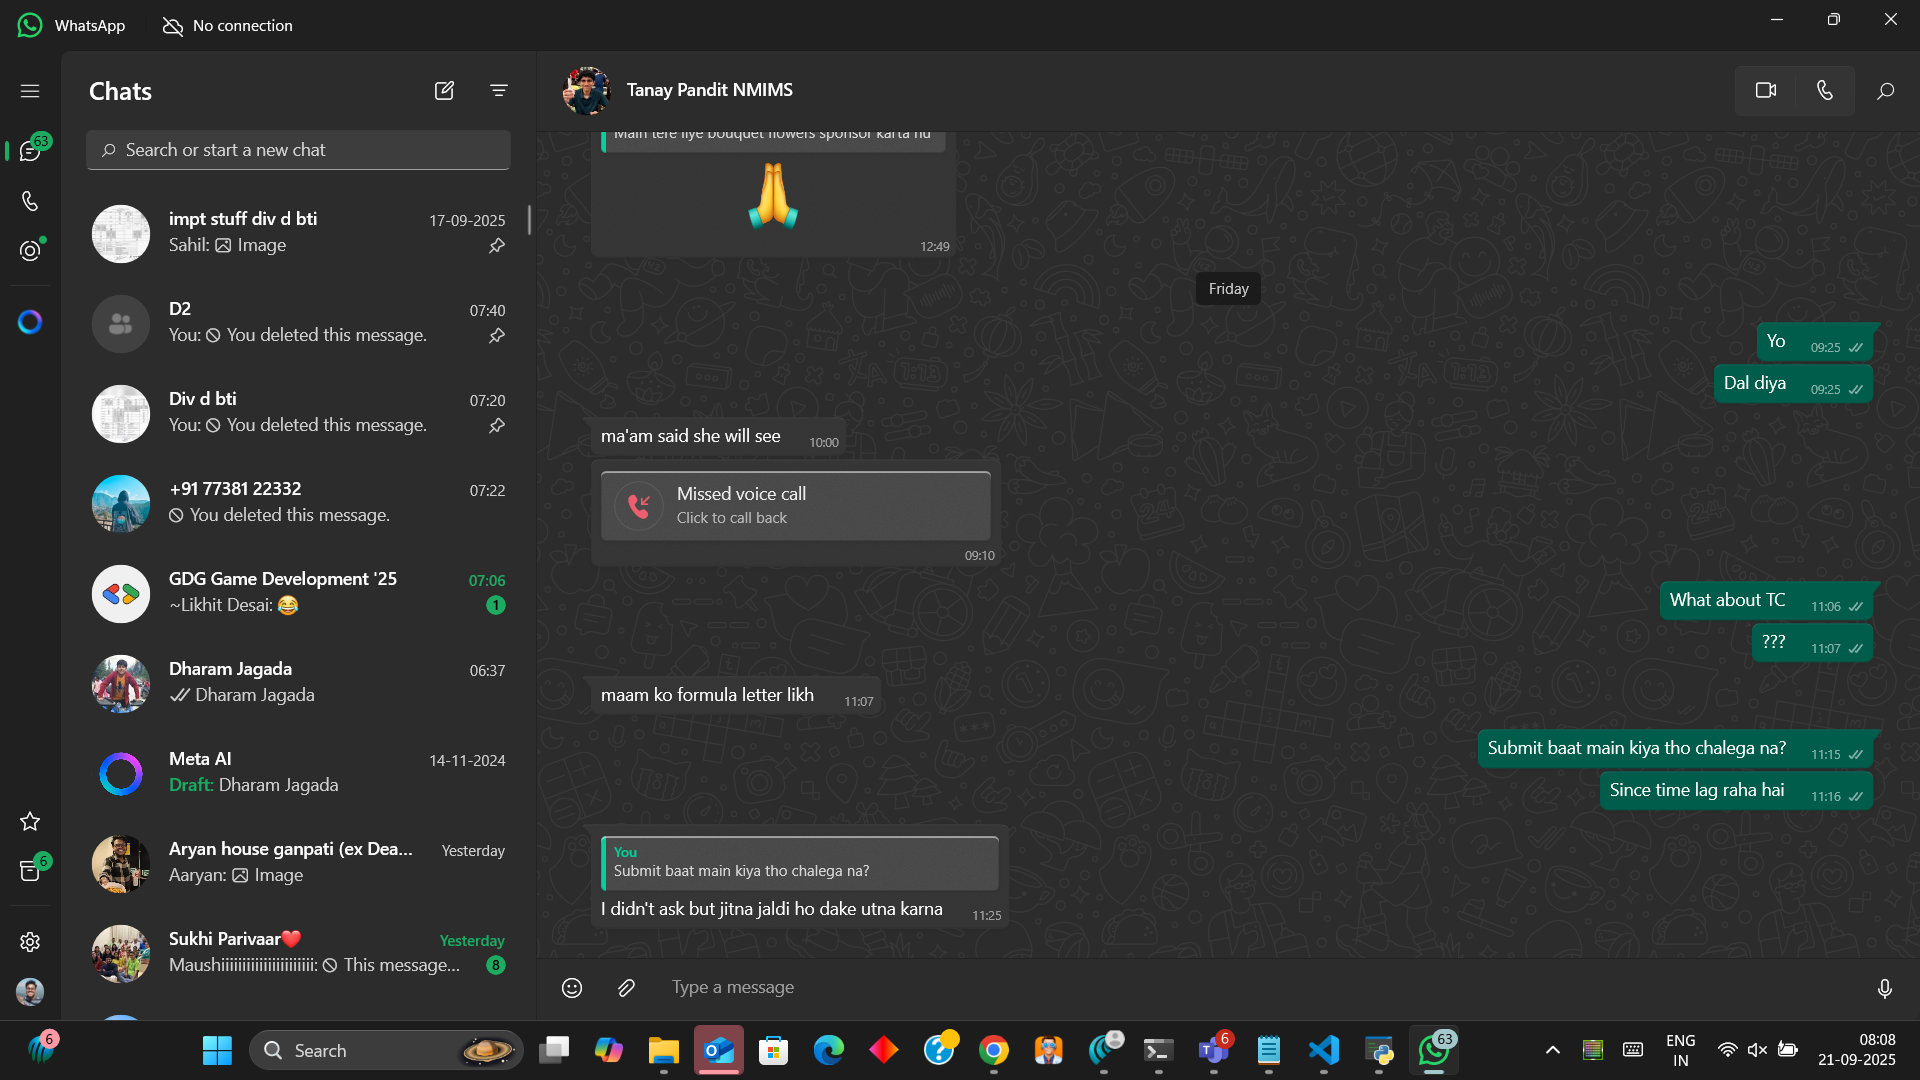 WhatsApp
No connection
Chats
63
Search or start a new chat
impt stuff div d bti
17-09-2025
Sahil: Image
D2
07:40
You: You deleted this message.
Div d bti
07:20
You: You deleted this message.
+91 77381 22332
07:22
You deleted this message.
GDG Game Development '25
07:06
~Likhit Desai: 😂
1
Dharam Jagada
06:37
Dharam Jagada
Meta AI
14-11-2024
Draft: Dharam Jagada
Aryan house ganpati (ex Dea...
Yesterday
Aaryan: Image
6
Sukhi Parivaar❤️
Yesterday
Maushiiiiiiiiiiiiiiiiiiiiii: This message...
8
Tanay Pandit NMIMS
Main tere liye bouquet flowers sponsor karta hu
🙏
12:49
Friday
Yo 09:25
Dal diya 09:25
ma'am said she will see 10:00
Missed voice call
Click to call back
09:10
What about TC 11:06
??? 11:07
maam ko formula letter likh 11:07
Submit baat main kiya tho chalega na? 11:15
Since time lag raha hai 11:16
You
Submit baat main kiya tho chalega na?
I didn't ask but jitna jaldi ho dake utna karna 11:25
Type a message
6
Search
6
63
ENG
IN
08:08
21-09-2025